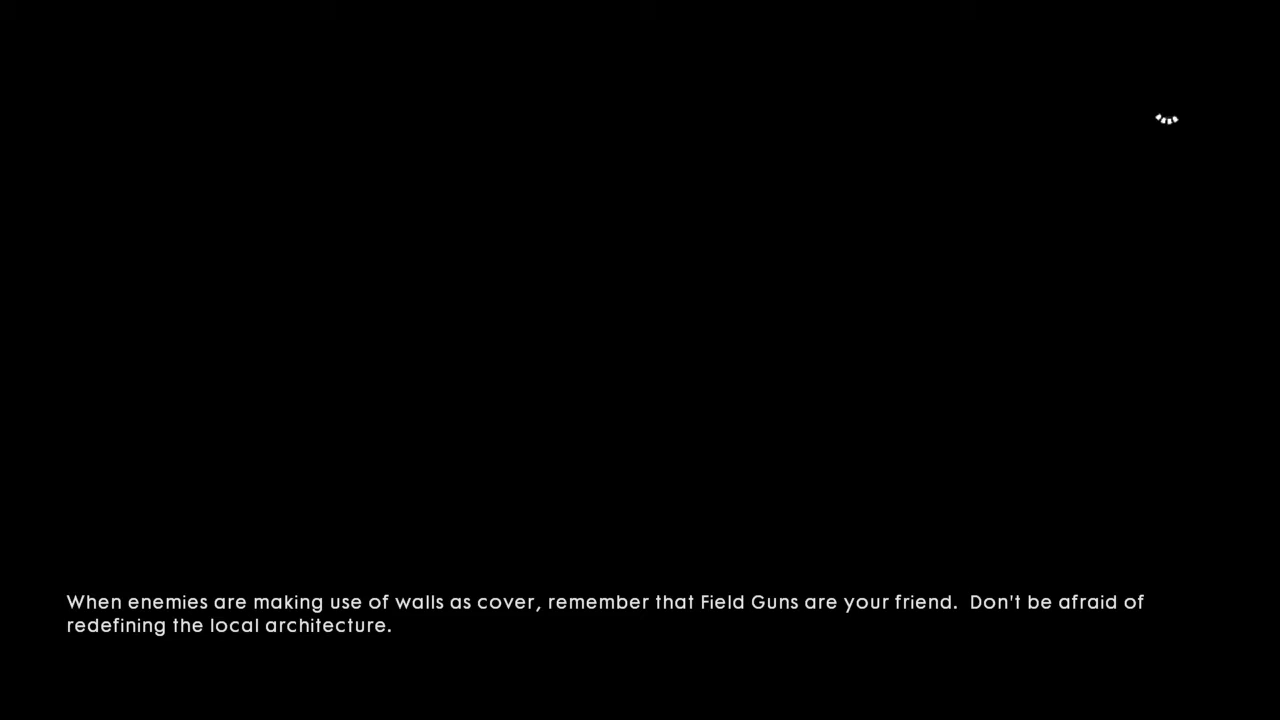 When enemies are making use of walls as cover, remember that Field Guns are your friend.  Don't be afraid of
redefining the local architecture.